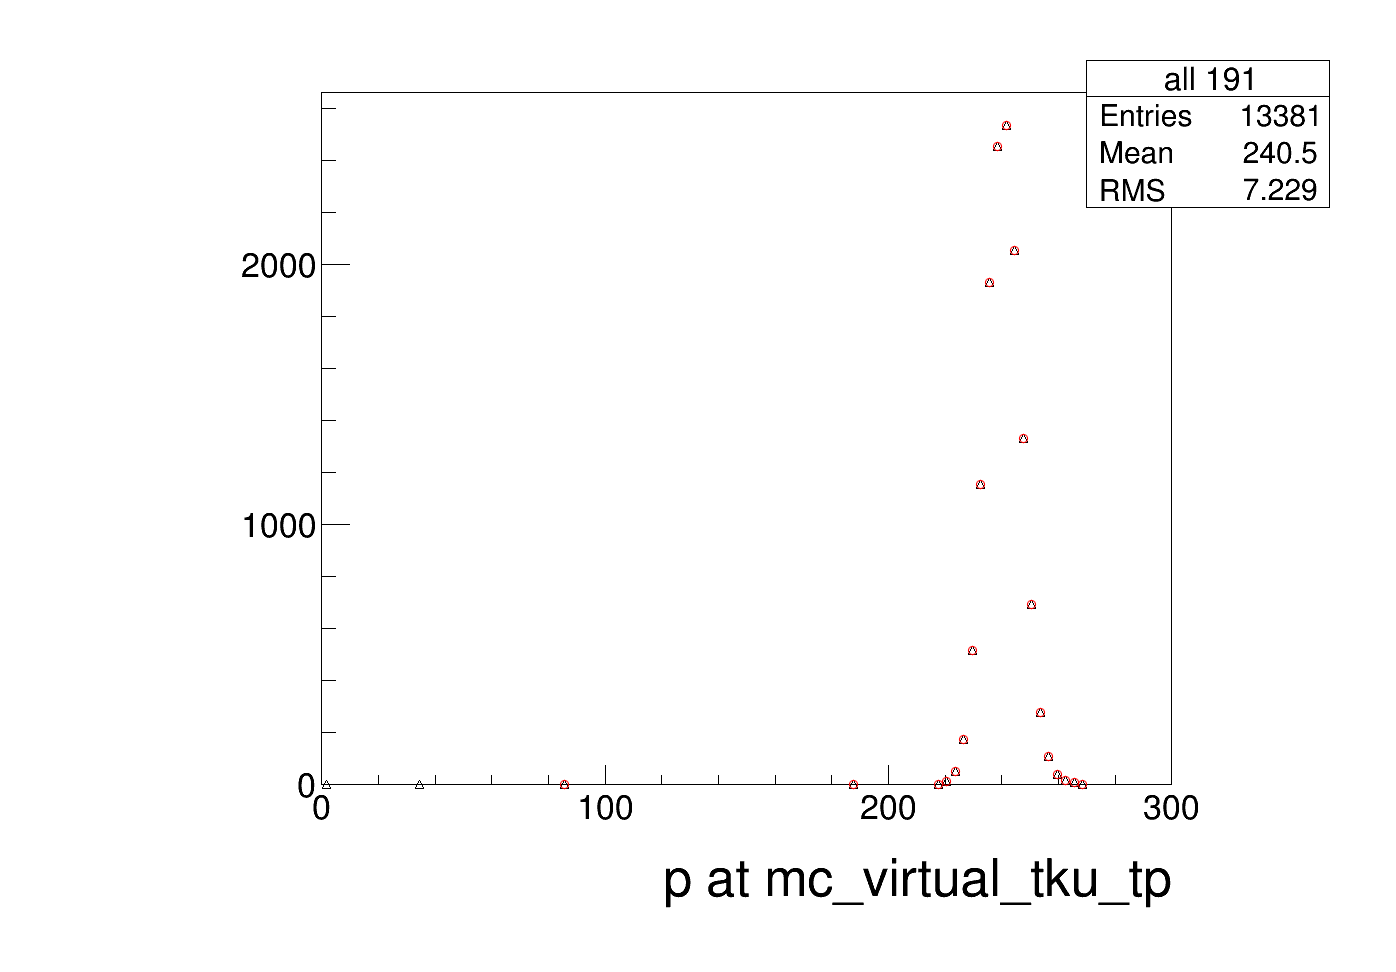 all 191
Entries 13381
Mean 240.5
RMS 7.229
2000
1000
0
0 100 200 300
p at mc_virtual_tku_tp